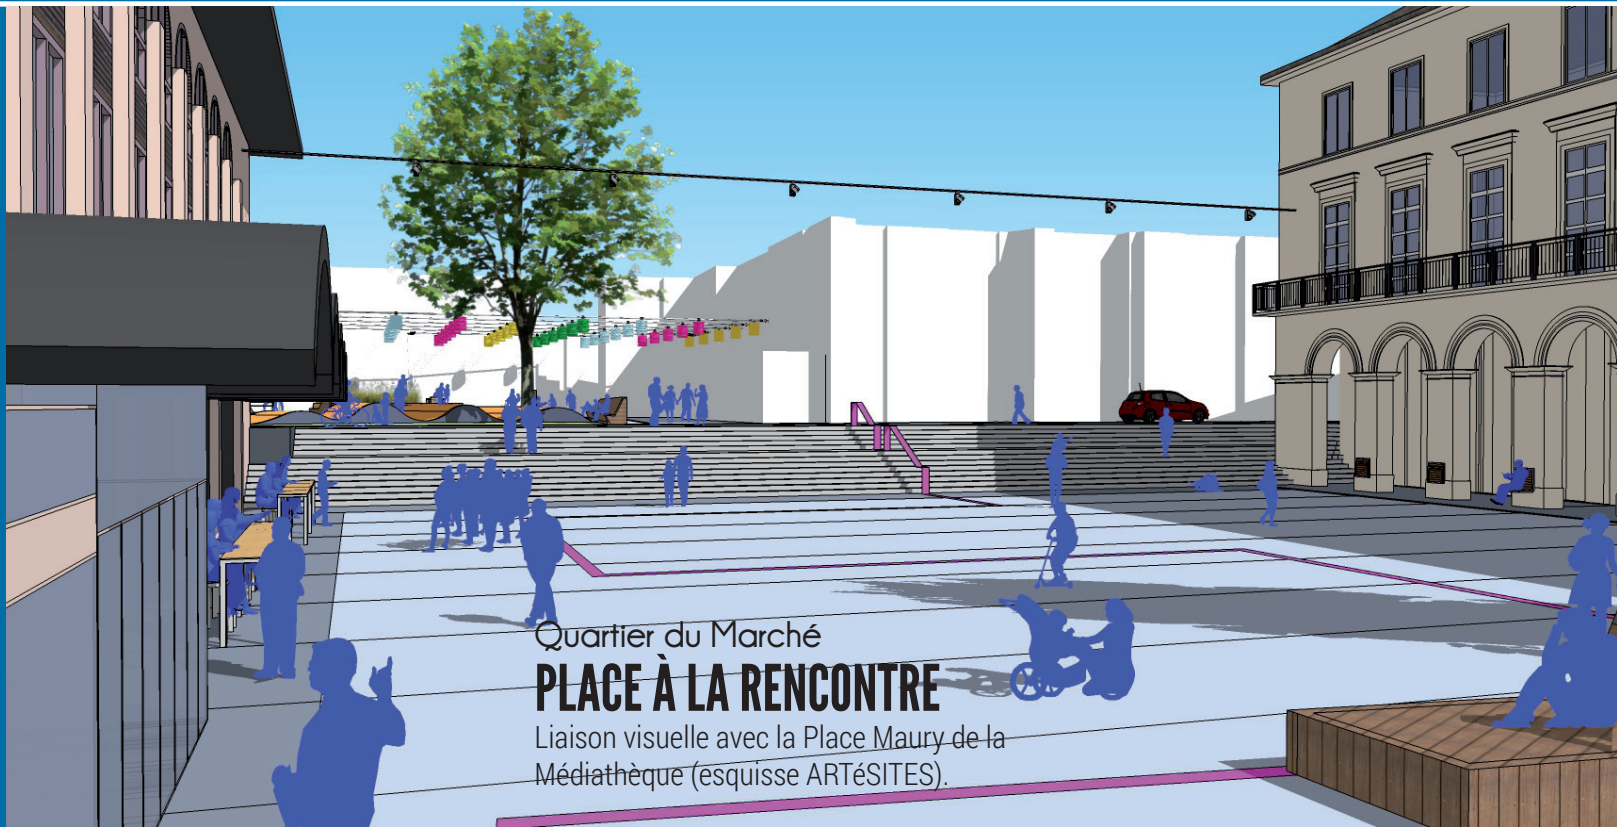 Quartier du Marché
PLACE À LA RENCONTRE
Liaison visuelle avec la Place Maury de la
Médiathèque (esquisse ARTéSITES).